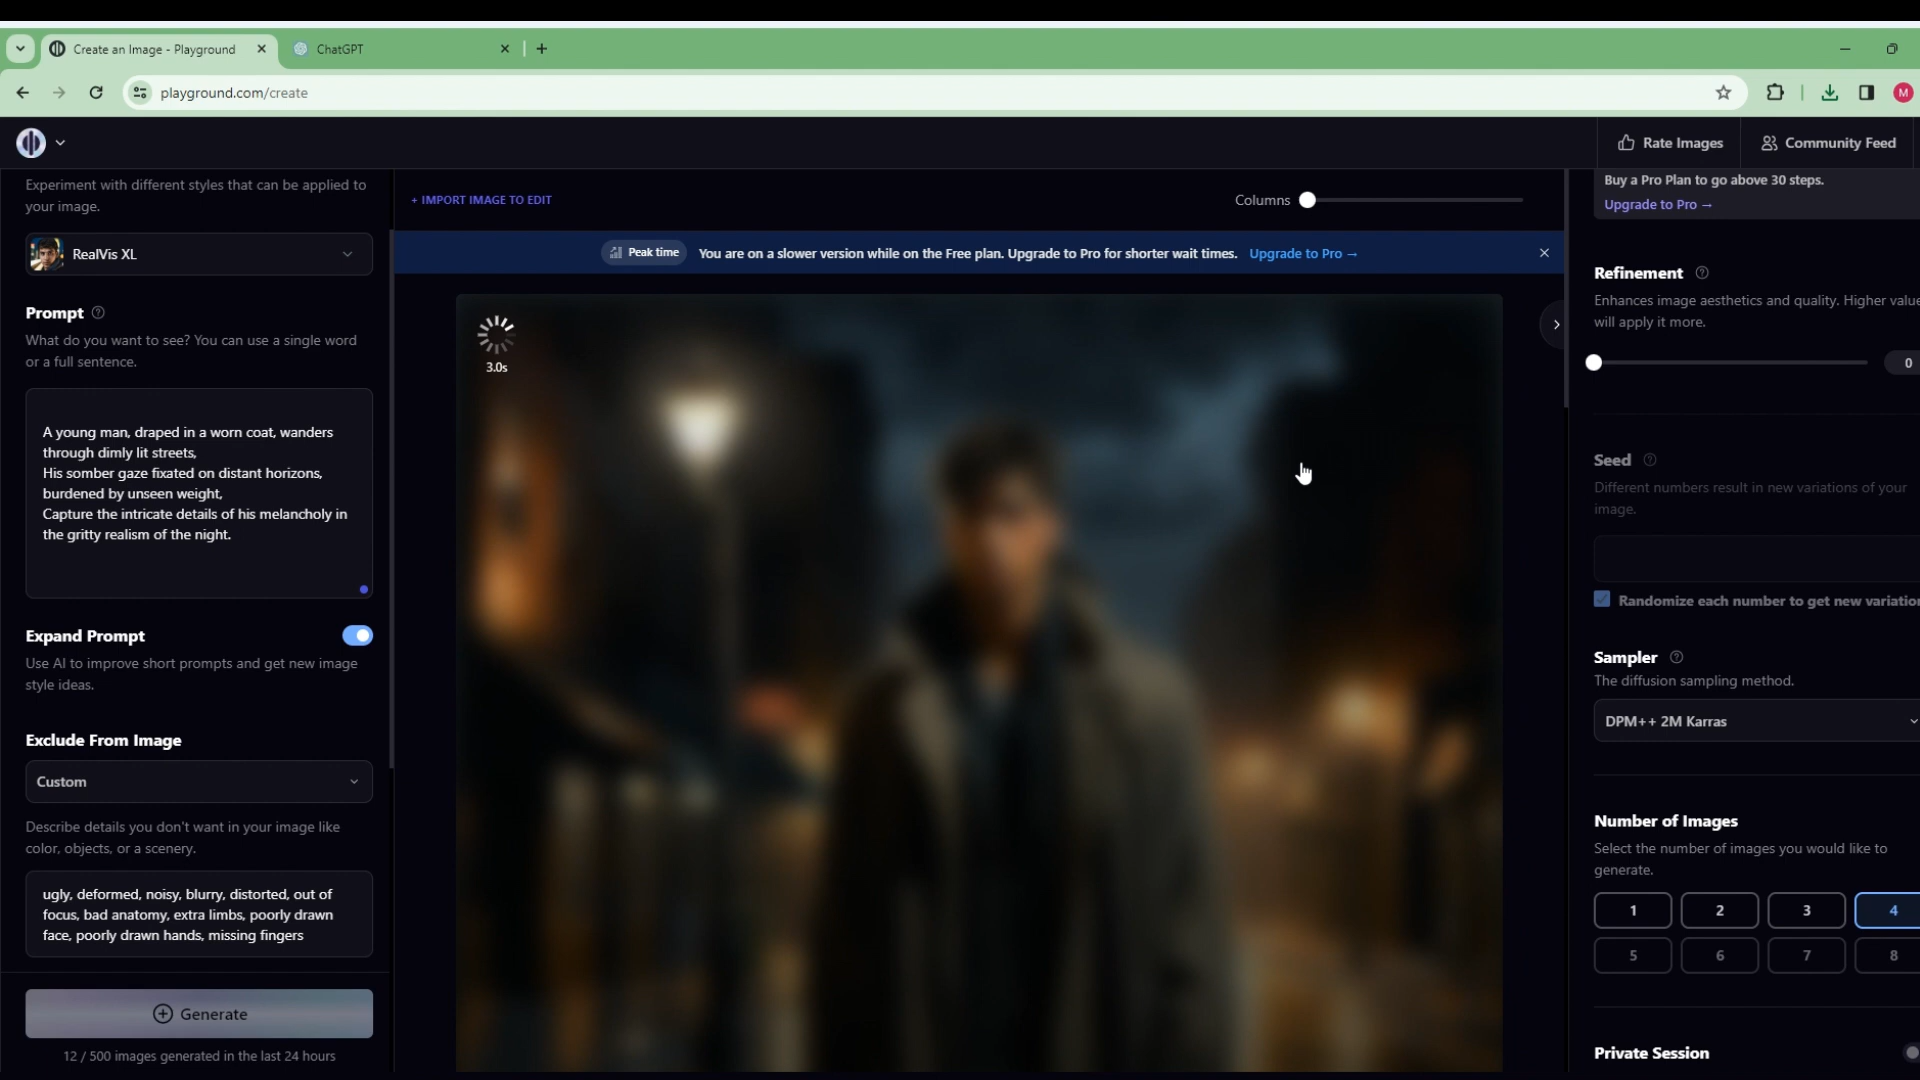 Create an Image - Playground
ChatGPT
playground.com/create
M
Rate Images
Community Feed
Experiment with different styles that can be applied to
your image.
RealVis XL
Prompt
What do you want to see? You can use a single word
or a full sentence.
A young man, draped in a worn coat, wanders
through dimly lit streets,
His somber gaze fixated on distant horizons,
burdened by unseen weight,
Capture the intricate details of his melancholy in
the gritty realism of the night.
Expand Prompt
Use AI to improve short prompts and get new image
style ideas.
Exclude From Image
Custom
Describe details you don't want in your image like
color, objects, or a scenery.
ugly, deformed, noisy, blurry, distorted, out of
focus, bad anatomy, extra limbs, poorly drawn
face, poorly drawn hands, missing fingers
Generate
12 / 500 images generated in the last 24 hours
+ IMPORT IMAGE TO EDIT
Columns
Peak time
You are on a slower version while on the Free plan. Upgrade to Pro for shorter wait times. Upgrade to Pro →
3.0s
Buy a Pro Plan to go above 30 steps.
Upgrade to Pro →
Refinement
Enhances image aesthetics and quality. Higher value
will apply it more.
0
Seed
Different numbers result in new variations of your
image.
Randomize each number to get new variation
Sampler
The diffusion sampling method.
DPM++ 2M Karras
Number of Images
Select the number of images you would like to
generate.
1 2 3 4
5 6 7 8
Private Session